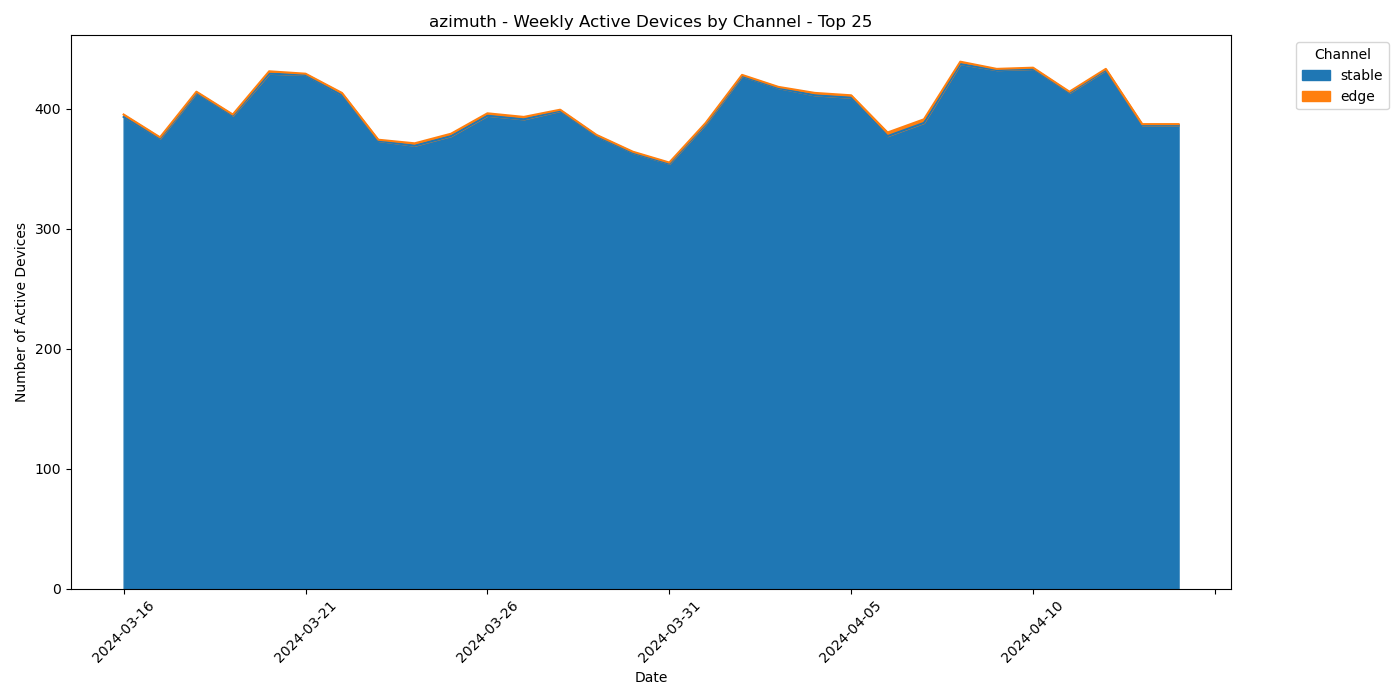 azimuth - Weekly Active Devices by Channel - Top 25
Channel
stable
edge
Number of Active Devices
400
300
200
100
0
2024-03-16
2024-03-21
2024-03-26
2024-03-31
2024-04-05
2024-04-10
Date